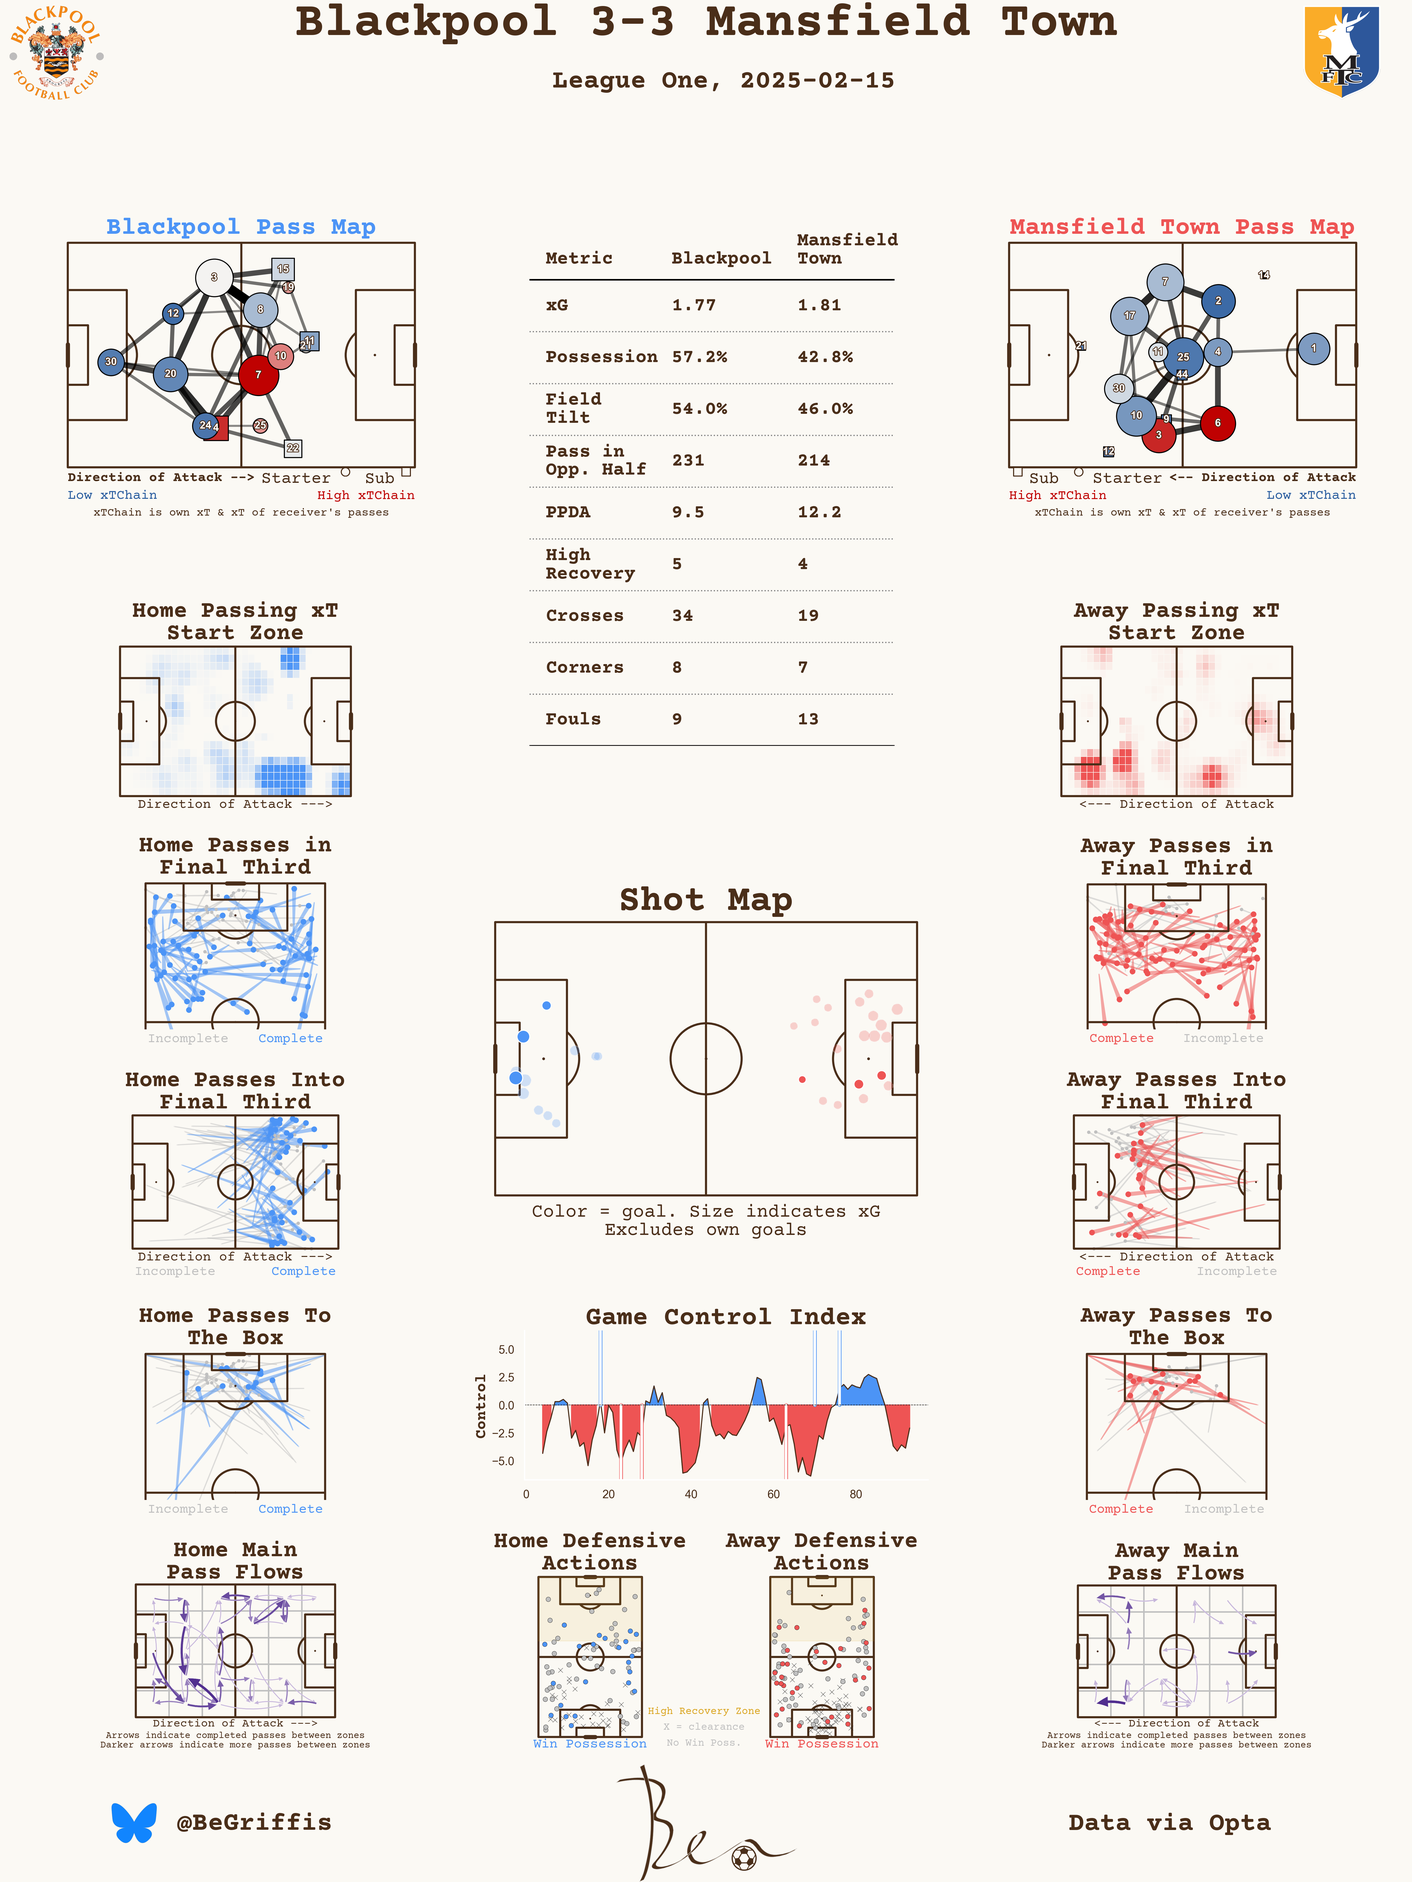 Blackpool 3-3 Mansfield Town
League One, 2025-02-15
BLACKPOOL
FOOTBALL CLUB
M
F T C
Blackpool Pass Map
3
15
19
8
12
11
21
10
30
20
7
24
4
25
22
Direction of Attack --> Starter Sub
Low xTChain High xTChain
xTChain is own xT & xT of receiver's passes
Metric Blackpool Mansfield Town
xG 1.77 1.81
Possession 57.2% 42.8%
Field Tilt 54.0% 46.0%
Pass in Opp. Half 231 214
PPDA 9.5 12.2
High Recovery 5 4
Crosses 34 19
Corners 8 7
Fouls 9 13
Mansfield Town Pass Map
7
14
2
17
21
11
25
4
1
44
30
10
9
3
6
12
Sub Starter <-- Direction of Attack
High xTChain Low xTChain
xTChain is own xT & xT of receiver's passes
Home Passing xT
Start Zone
Direction of Attack --->
Away Passing xT
Start Zone
<--- Direction of Attack
Home Passes in
Final Third
Incomplete Complete
Away Passes in
Final Third
Complete Incomplete
Shot Map
Color = goal. Size indicates xG
Excludes own goals
Home Passes Into
Final Third
Direction of Attack --->
Incomplete Complete
Away Passes Into
Final Third
<--- Direction of Attack
Complete Incomplete
Home Passes To
The Box
Incomplete Complete
Game Control Index
Control
5.0
2.5
0.0
−2.5
−5.0
0 20 40 60 80
Away Passes To
The Box
Complete Incomplete
Home Main
Pass Flows
Direction of Attack --->
Arrows indicate completed passes between zones
Darker arrows indicate more passes between zones
Home Defensive
Actions
Win Possession
High Recovery Zone
X = clearance
No Win Poss.
Away Defensive
Actions
Win Possession
Away Main
Pass Flows
<--- Direction of Attack
Arrows indicate completed passes between zones
Darker arrows indicate more passes between zones
@BeGriffis
Ben
Data via Opta